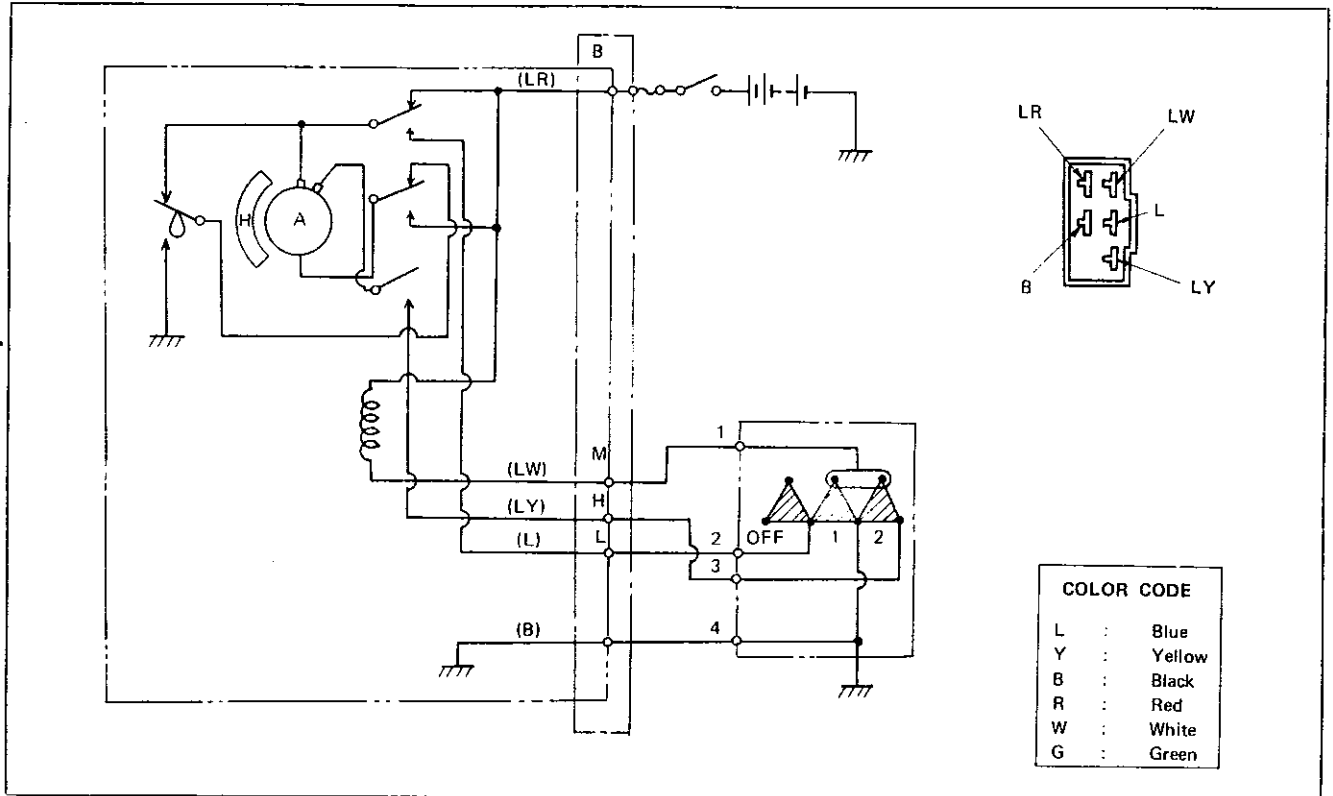 B
(LR)
H
A
M
(LW)
H
(LY)
L
(L)
(B)
1
2
3
4
OFF
1
2
LR
LW
L
B
LY
COLOR CODE
L : Blue
Y : Yellow
B : Black
R : Red
W : White
G : Green